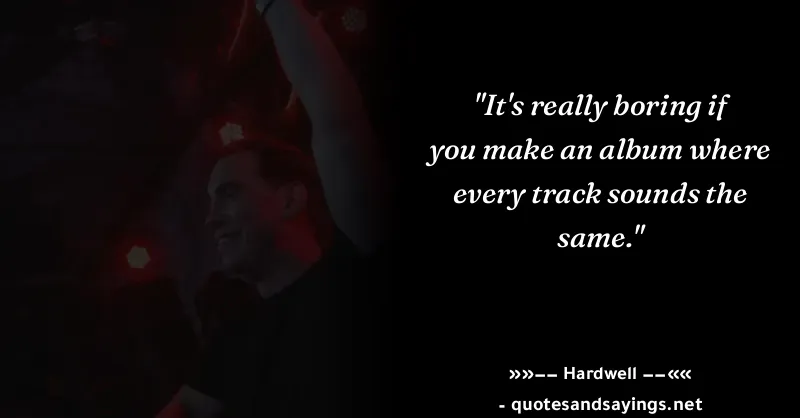 "It's really boring if
you make an album where
every track sounds the
same."
»»–– Hardwell ––««
- quotesandsayings.net